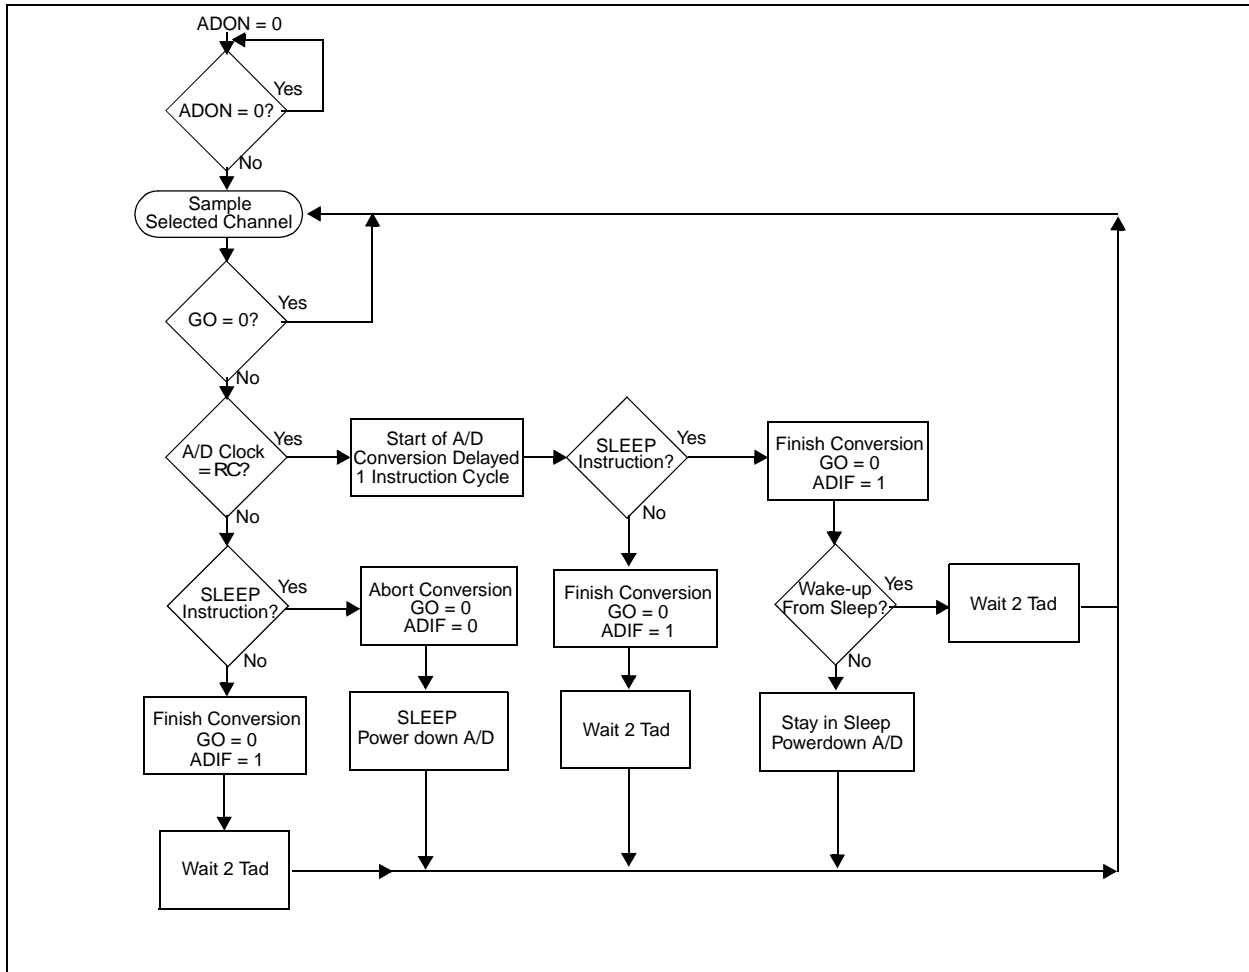 ADON = 0
Yes
ADON = 0?
No
Sample
Selected Channel
Yes
GO = 0?
No
A/D Clock
= RC?
Yes
Start of A/D
Conversion Delayed
1 Instruction Cycle
SLEEP
Instruction?
Yes
Finish Conversion
GO = 0
ADIF = 1
No
No
SLEEP
Instruction?
Yes
Abort Conversion
GO = 0
ADIF = 0
Finish Conversion
GO = 0
ADIF = 1
Wake-up
From Sleep?
Yes
Wait 2 Tad
No
No
Finish Conversion
GO = 0
ADIF = 1
SLEEP
Power down A/D
Wait 2 Tad
Stay in Sleep
Powerdown A/D
Wait 2 Tad